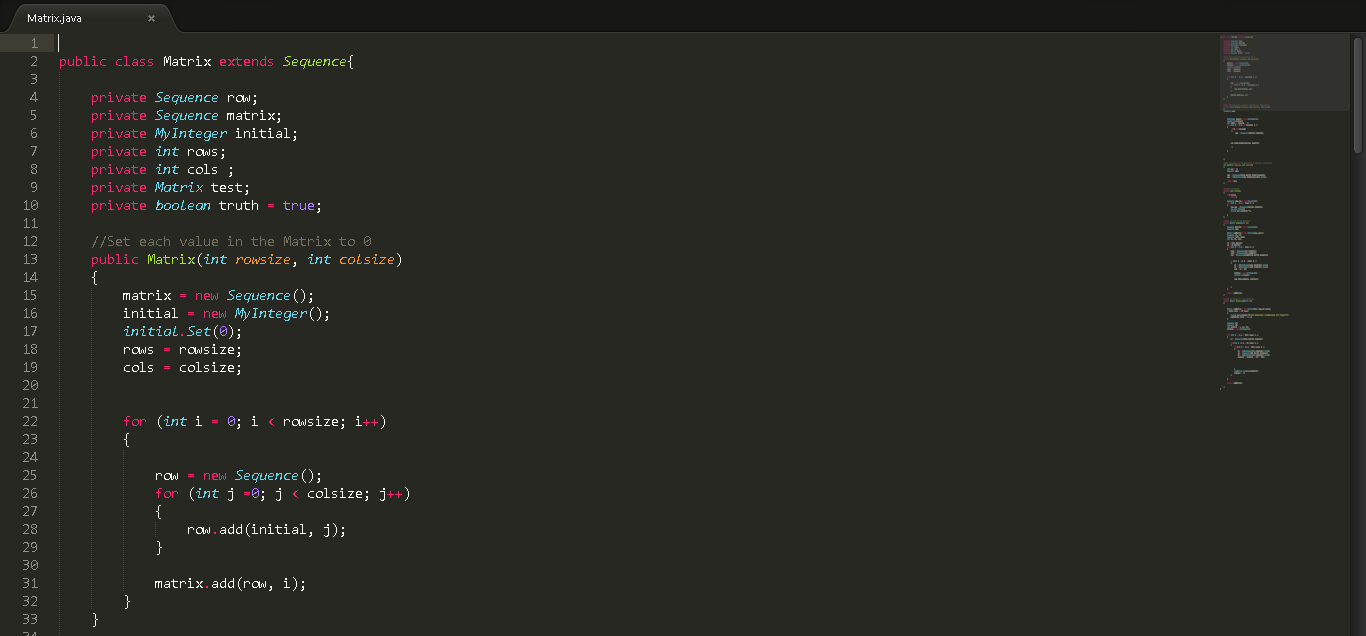 Matrix.java ×
1
2 public class Matrix extends Sequence{
3
4 private Sequence row;
5 private Sequence matrix;
6 private MyInteger initial;
7 private int rows;
8 private int cols ;
9 private Matrix test;
10 private boolean truth = true;
11
12 //Set each value in the Matrix to 0
13 public Matrix(int rowsize, int colsize)
14 {
15 matrix = new Sequence();
16 initial = new MyInteger();
17 initial.Set(0);
18 rows = rowsize;
19 cols = colsize;
20
21
22 for (int i = 0; i < rowsize; i++)
23 {
24
25 row = new Sequence();
26 for (int j =0; j < colsize; j++)
27 {
28 row.add(initial, j);
29 }
30
31 matrix.add(row, i);
32 }
33 }